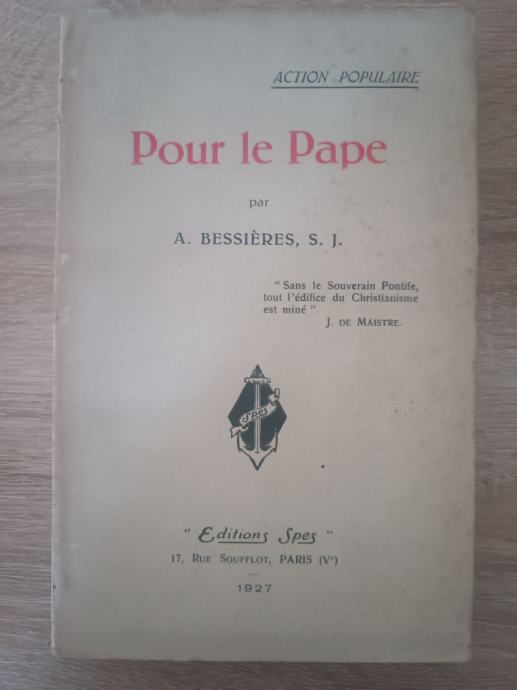 ACTION POPULAIRE
Pour le Pape
par
A. BESSIÈRES, S. J.
"Sans le Souverain Pontife,
tout l'édifice du Christianisme
est miné".
J. DE MAISTRE.
Spes
"Editions Spes"
17, RUE SOUFFLOT, PARIS (Vᵉ)
1927